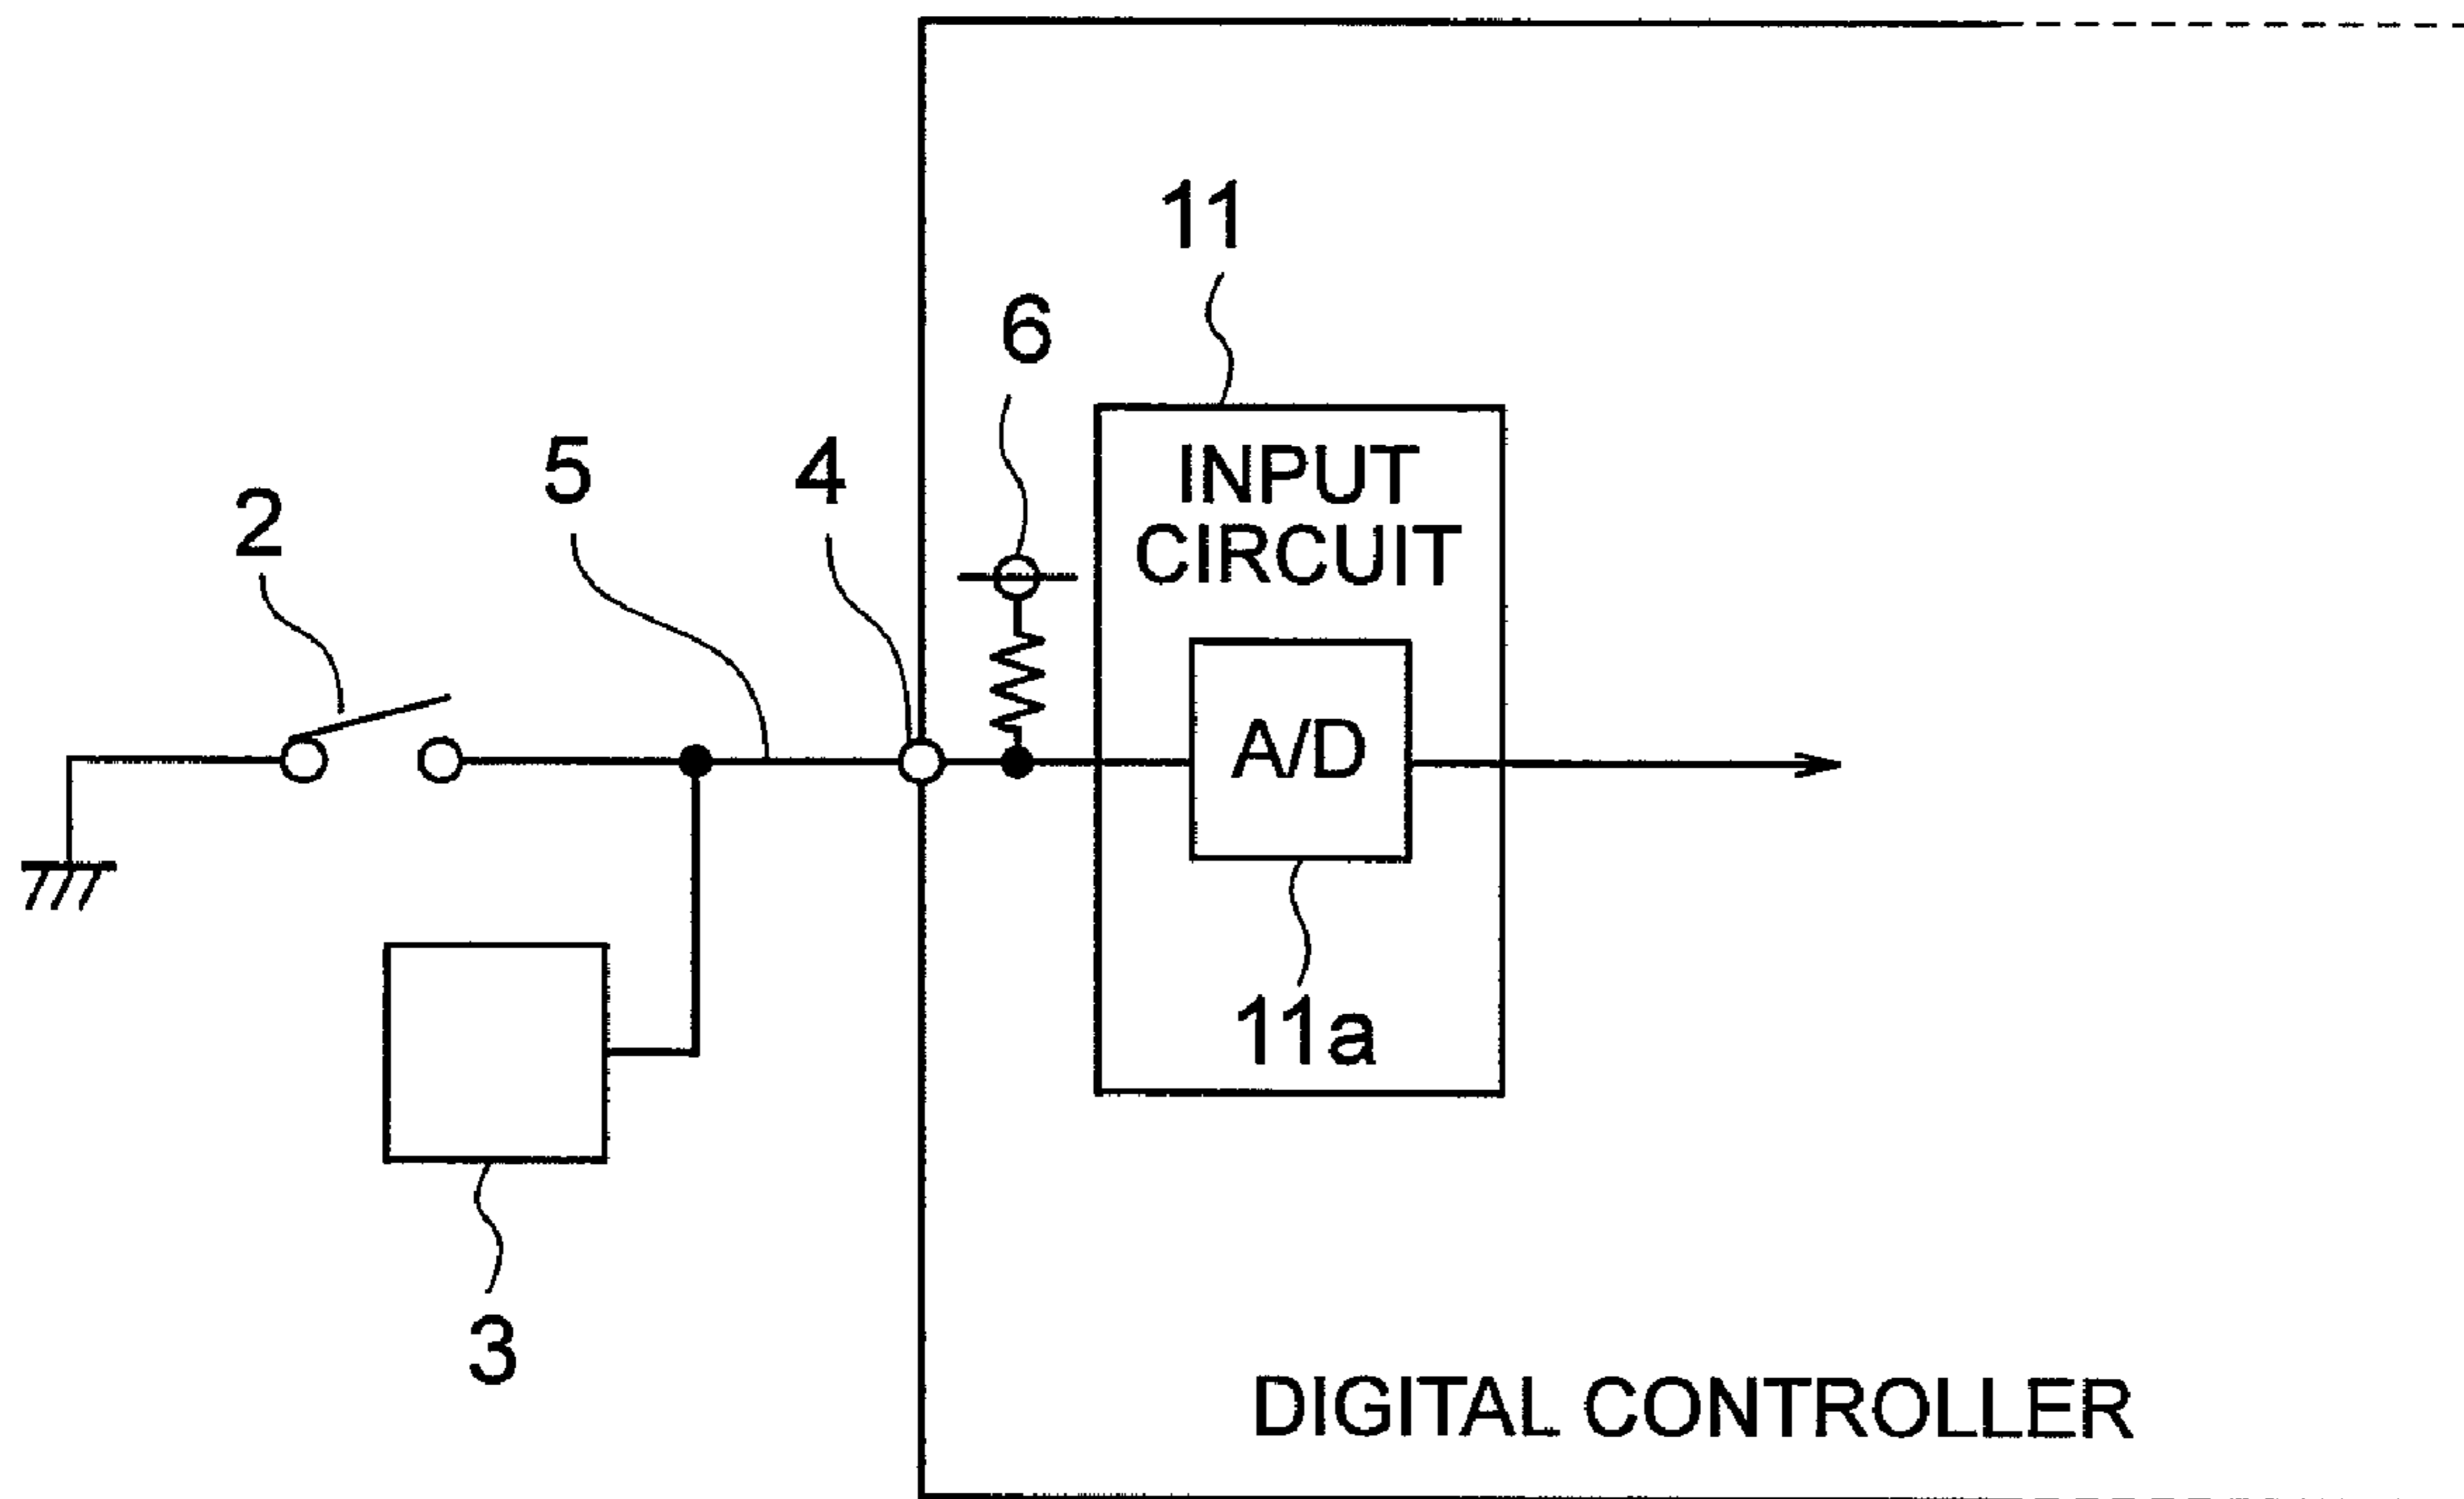 11
6
5
4
2
INPUT
CIRCUIT
A/D
11a
3
DIGITAL CONTROLLER